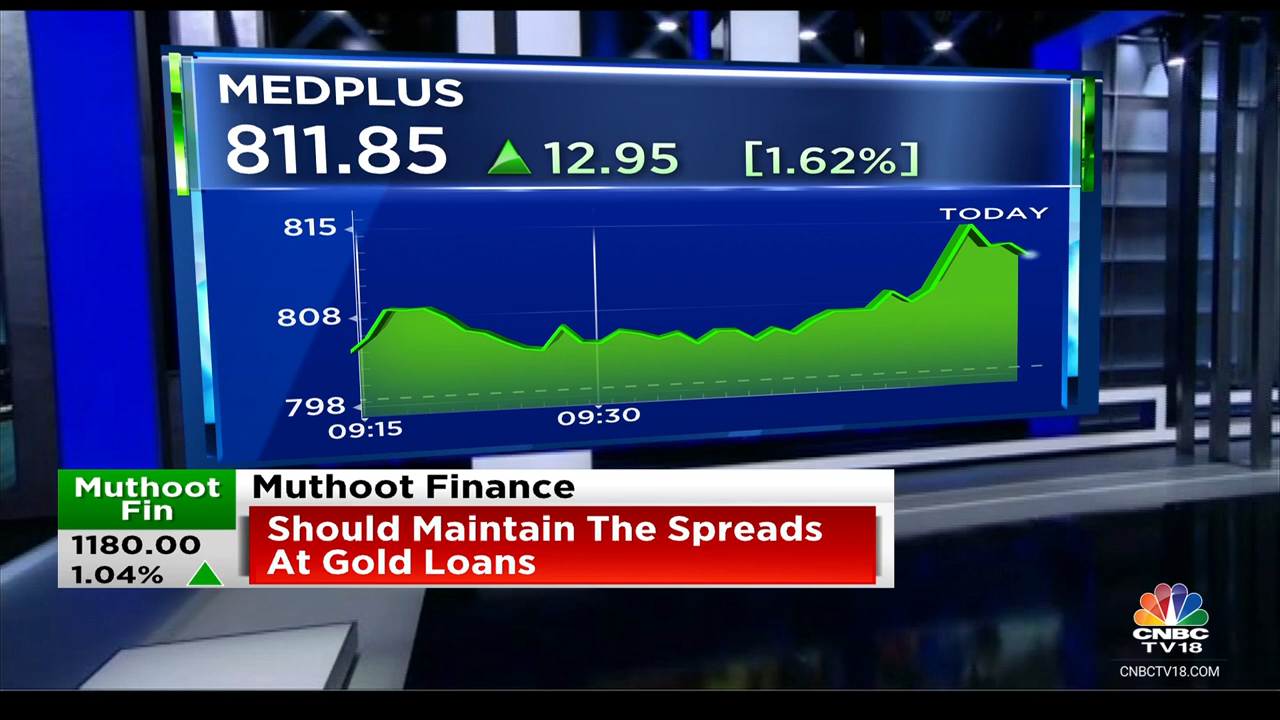 MEDPLUS
811.85 ▲ 12.95 [1.62%]
TODAY
815
808
798
09:15
09:30
Muthoot
Fin
1180.00
1.04% ▲
Muthoot Finance
Should Maintain The Spreads
At Gold Loans
CNBC
TV18
CNBCTV18.COM